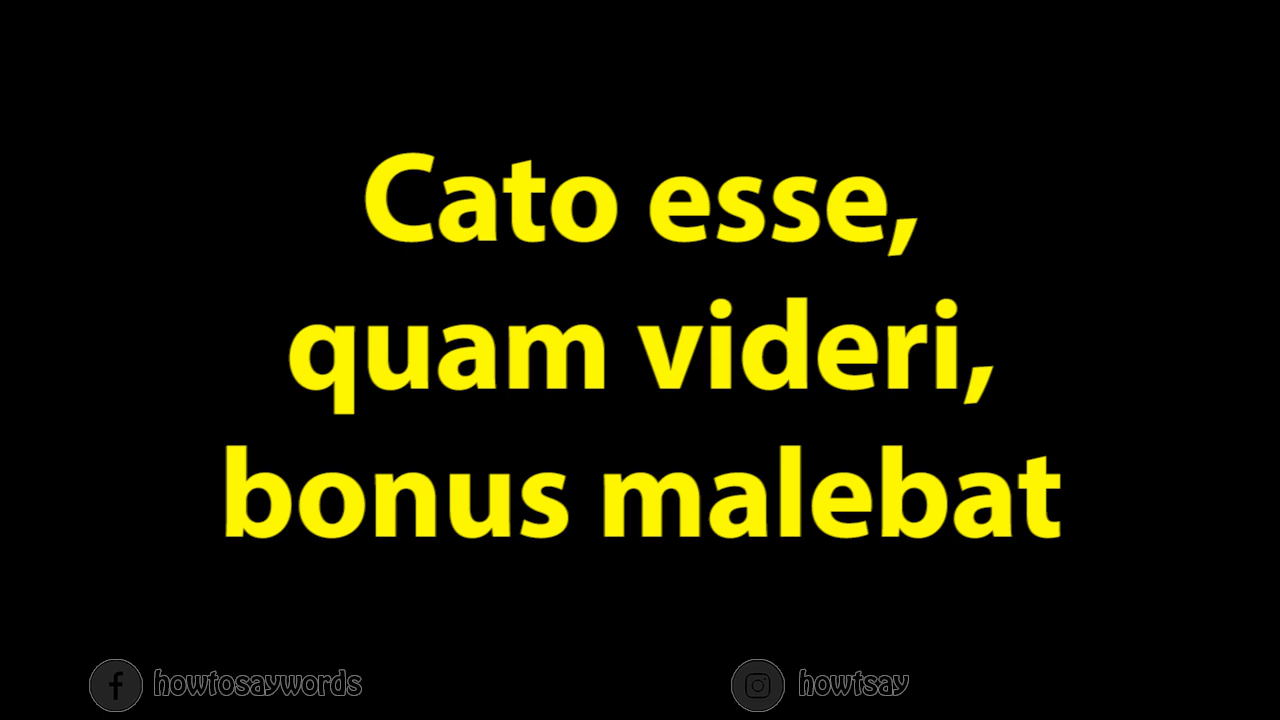 Cato esse,
quam videri,
bonus malebat
howtosaywords
howtsay